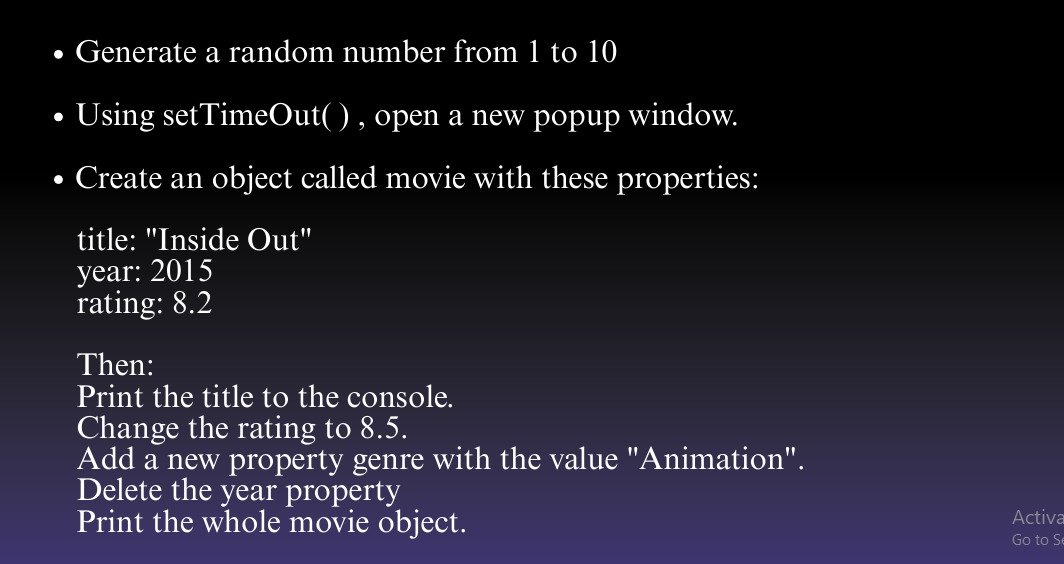 • Generate a random number from 1 to 10
• Using setTimeOut( ) , open a new popup window.
• Create an object called movie with these properties:
title: "Inside Out"
year: 2015
rating: 8.2
Then:
Print the title to the console.
Change the rating to 8.5.
Add a new property genre with the value "Animation".
Delete the year property
Print the whole movie object.
Activa
Go to Se